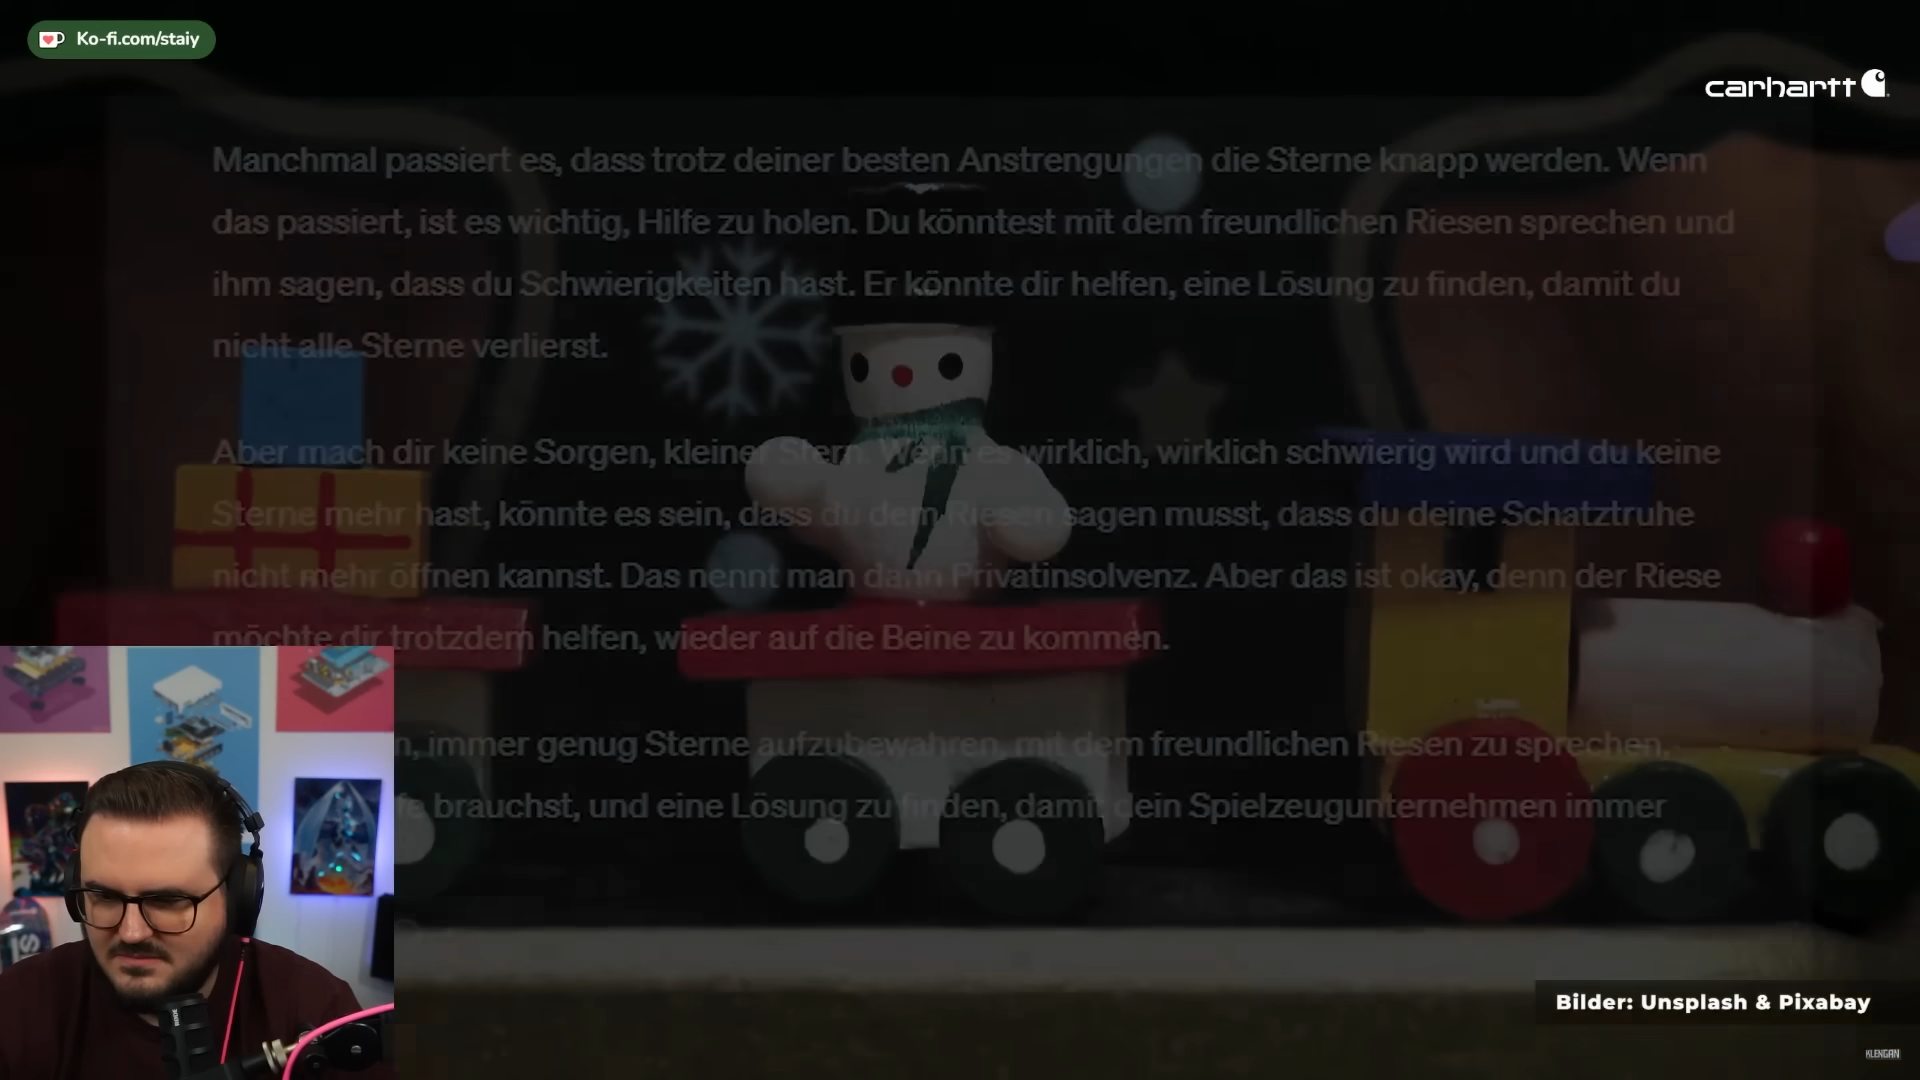 Ko-fi.com/staiy
carhartt
Manchmal passiert es, dass trotz deiner besten Anstrengungen die Sterne knapp werden. Wenn
das passiert, ist es wichtig, Hilfe zu holen. Du könntest mit dem freundlichen Riesen sprechen und
ihm sagen, dass du Schwierigkeiten hast. Er könnte dir helfen, eine Lösung zu finden, damit du
nicht alle Sterne verlierst.
Aber mach dir keine Sorgen, kleiner Stern. Wenn es wirklich, wirklich schwierig wird und du keine
Sterne mehr hast, könnte es sein, dass du dem Riesen sagen musst, dass du deine Schatztruhe
nicht mehr öffnen kannst. Das nennt man dann Privatinsolvenz. Aber das ist okay, denn der Riese
möchte dir trotzdem helfen, wieder auf die Beine zu kommen.
immer genug Sterne aufzubewahren, mit dem freundlichen Riesen zu sprechen,
brauchst, und eine Lösung zu finden, damit dein Spielzeugunternehmen immer
Bilder: Unsplash & Pixabay
KLENGAN